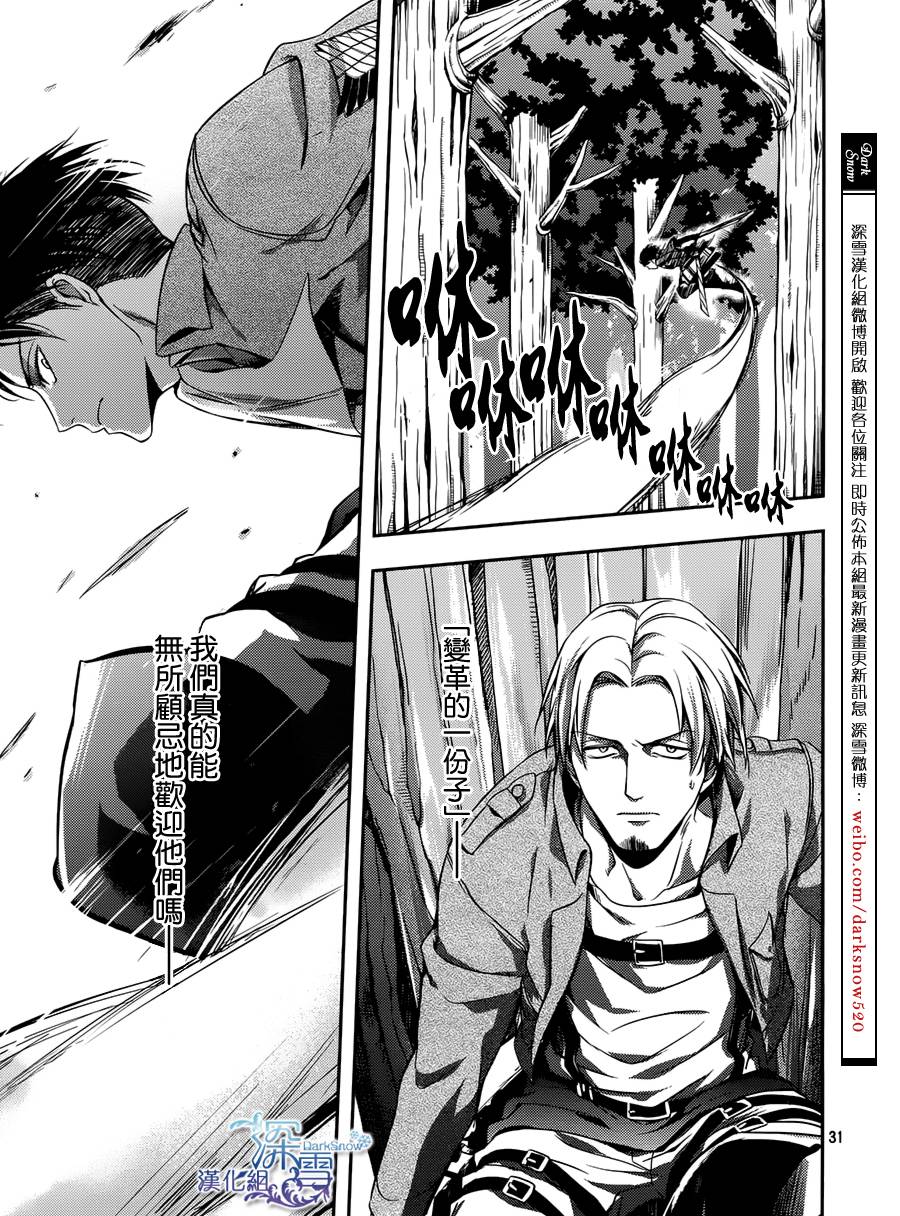 咻
咻
咻
咻
咻
咻
咻
「變革的一份子」—
我們真的能
無所顧忌地歡迎他們嗎—
31
DarkSnow
深雪
漢化組
Dark
Snow
深雪漢化組微博開啟 歡迎各位關注 即時公佈本組最新漫畫更新訊息 深雪微博： weibo.com/darksnow520